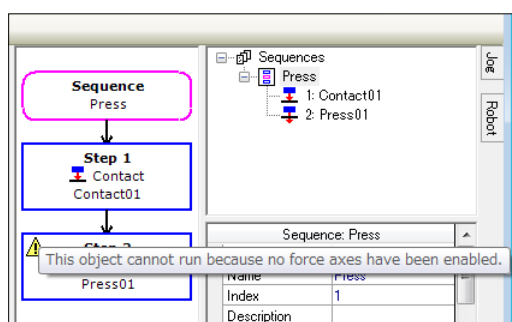 Sequence
Press
Step 1
Contact
Contact01
This object cannot run because no force axes have been enabled.
Press01
Sequences
Press
1: Contact01
2: Press01
Sequence: Press
Name Press
Index 1
Description
Jog
Robot